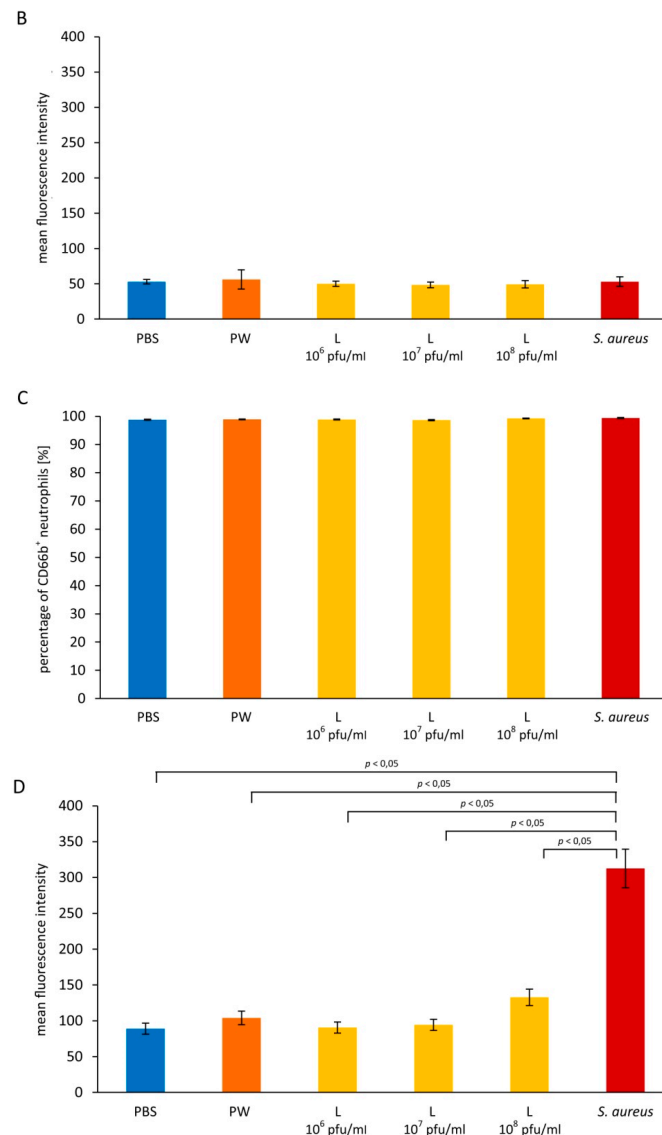 B
mean fluorescence intensity
400
350
300
250
200
150
100
50
0
PBS
PW
L
10⁶ pfu/ml
L
10⁷ pfu/ml
L
10⁸ pfu/ml
S. aureus
C
percentage of CD66b⁺ neutrophils [%]
100
90
80
70
60
50
40
30
20
10
0
PBS
PW
L
10⁶ pfu/ml
L
10⁷ pfu/ml
L
10⁸ pfu/ml
S. aureus
D
p < 0,05
p < 0,05
p < 0,05
p < 0,05
p < 0,05
mean fluorescence intensity
400
350
300
250
200
150
100
50
0
PBS
PW
L
10⁶ pfu/ml
L
10⁷ pfu/ml
L
10⁸ pfu/ml
S. aureus